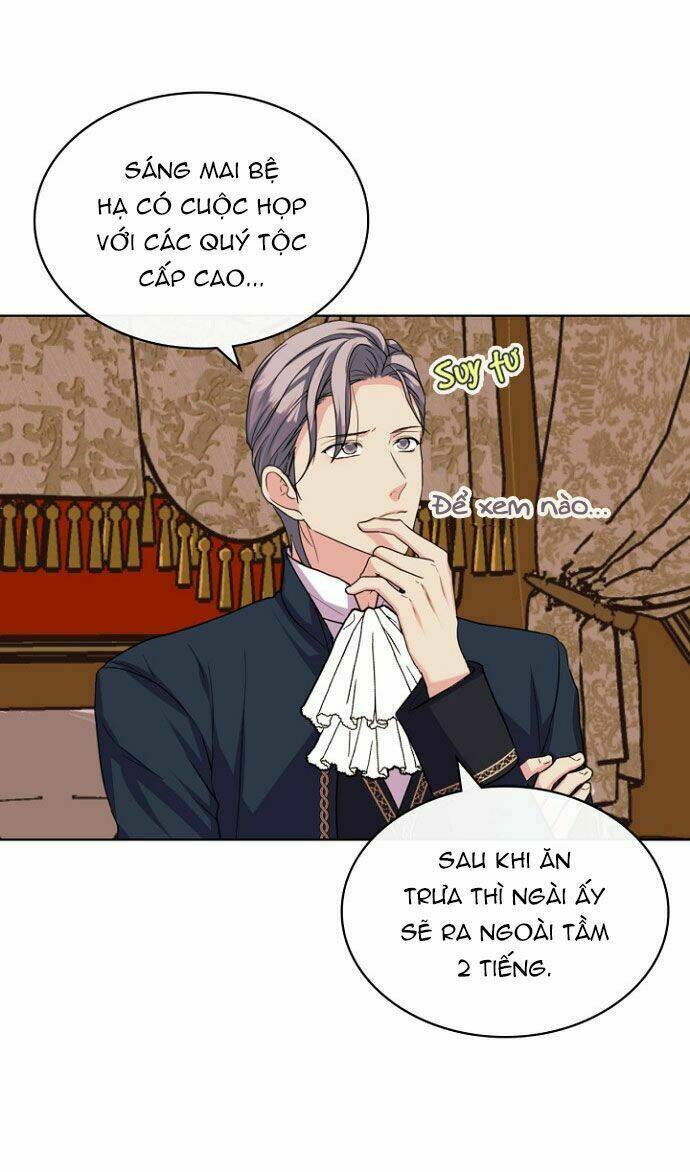 SÁNG MAI BỆ
HẠ CÓ CUỘC HỌP
VỚI CÁC QUÝ TỘC
CẤP CAO...
Suy tư
Để xem nào...
SAU KHI ĂN
TRƯA THÌ NGÀI ẤY
SẼ RA NGOÀI TẦM
2 TIẾNG.